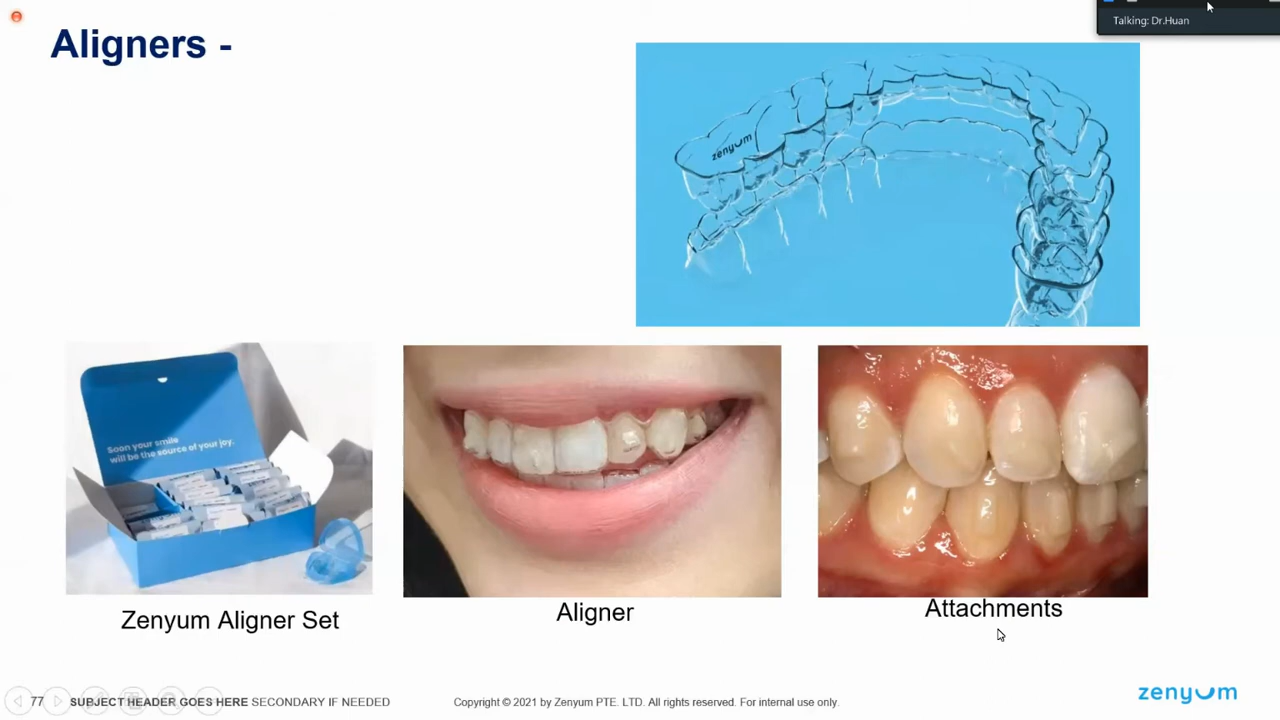 Talking: Dr.Huan
Aligners -
zenyum
Soon your smile
will be the source of your joy.
Zenyum Aligner Set
Aligner
Attachments
77 SUBJECT HEADER GOES HERE SECONDARY IF NEEDED
Copyright © 2021 by Zenyum PTE. LTD. All rights reserved. For internal use only.
zenyum